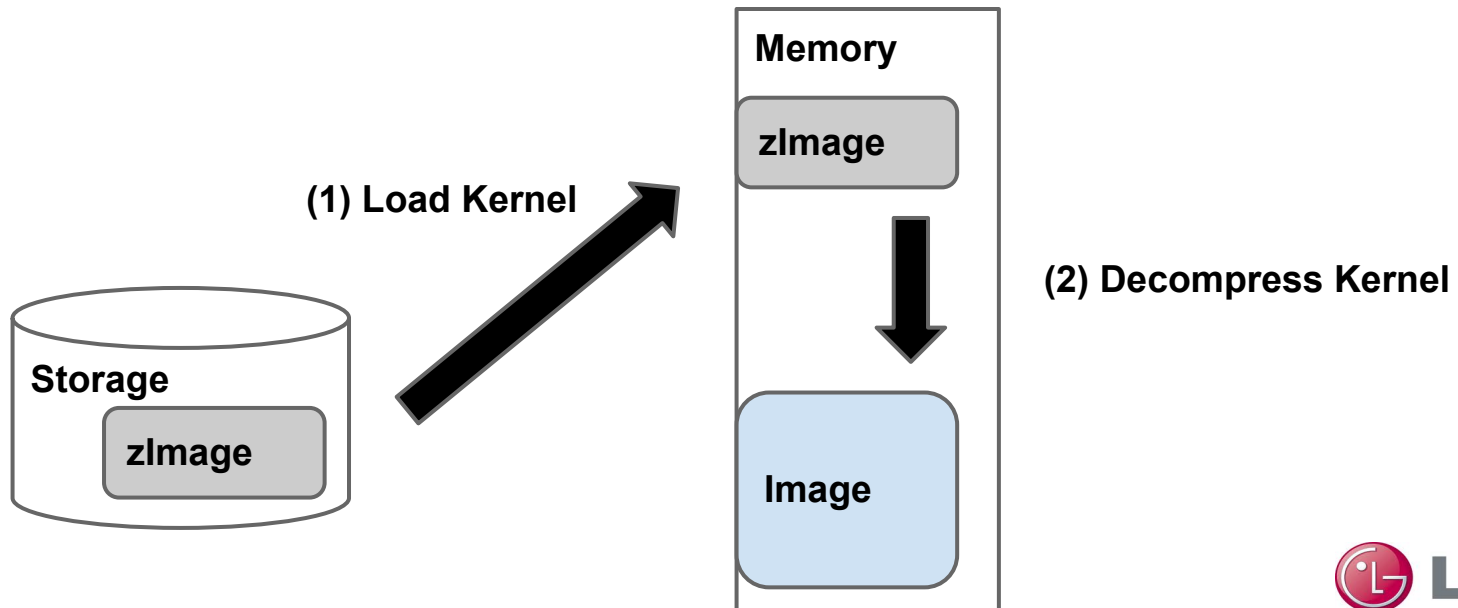 Memory
zImage
(1) Load Kernel
(2) Decompress Kernel
Storage
zImage
Image
L